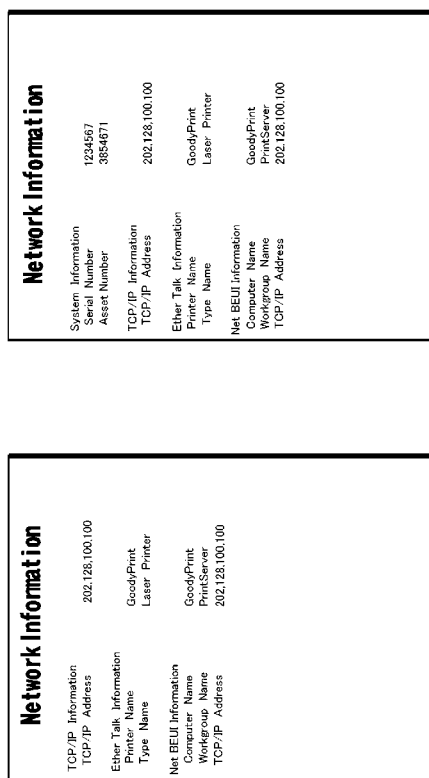 Network Information
System Information
Serial Number 1234567
Asset Number 3854671
TCP/IP Information
TCP/IP Address 202,128,100,100
Ether Talk Information
Printer Name GoodyPrint
Type Name Laser Printer
Net BEUI Information
Computer Name GoodyPrint
Workgroup Name PrintServer
TCP/IP Address 202,128,100,100
Network Information
TCP/IP Information
TCP/IP Address 202,128,100,100
Ether Talk Information
Printer Name GoodyPrint
Type Name Laser Printer
Net BEUI Information
Computer Name GoodyPrint
Workgroup Name PrintServer
TCP/IP Address 202,128,100,100